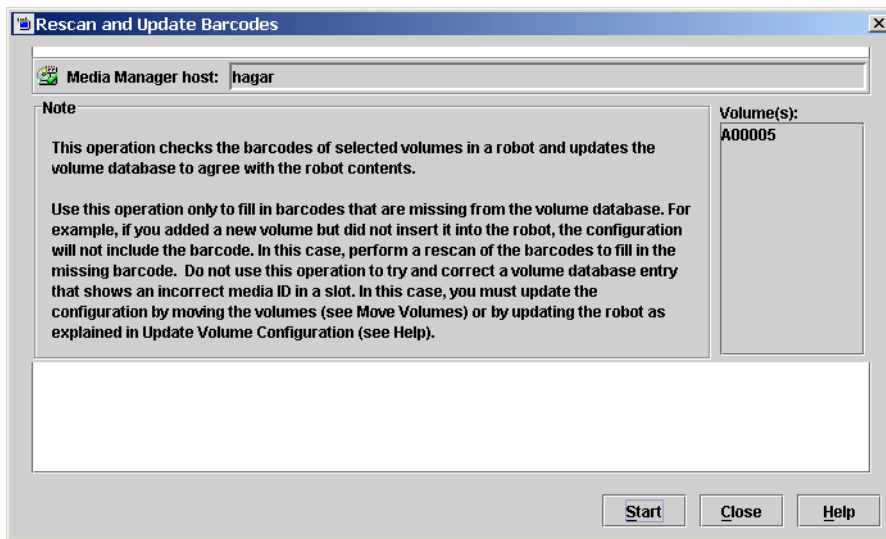 Rescan and Update Barcodes
Media Manager host: hagar
Note
This operation checks the barcodes of selected volumes in a robot and updates the
volume database to agree with the robot contents.
Use this operation only to fill in barcodes that are missing from the volume database. For
example, if you added a new volume but did not insert it into the robot, the configuration
will not include the barcode. In this case, perform a rescan of the barcodes to fill in the
missing barcode. Do not use this operation to try and correct a volume database entry
that shows an incorrect media ID in a slot. In this case, you must update the
configuration by moving the volumes (see Move Volumes) or by updating the robot as
explained in Update Volume Configuration (see Help).
Volume(s):
A00005
Start
Close
Help